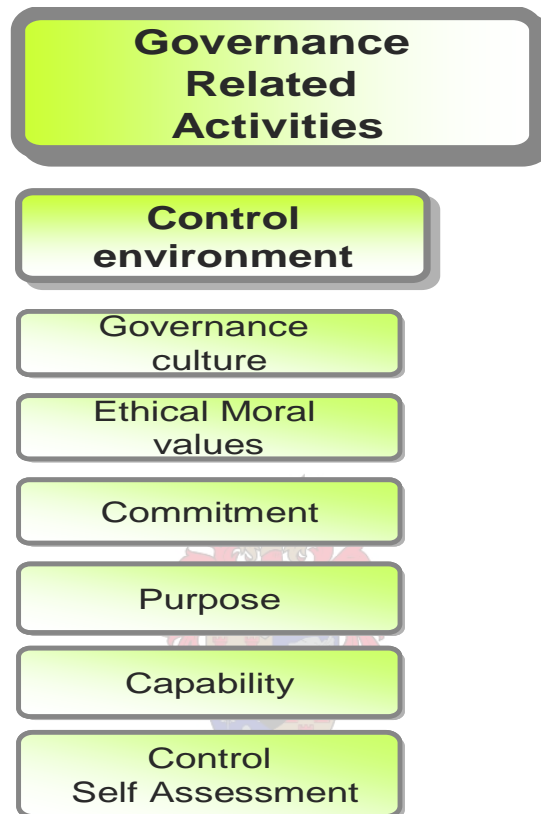 Governance
Related
Activities
Control
environment
Governance
culture
Ethical Moral
values
Commitment
Purpose
Capability
Control
Self Assessment